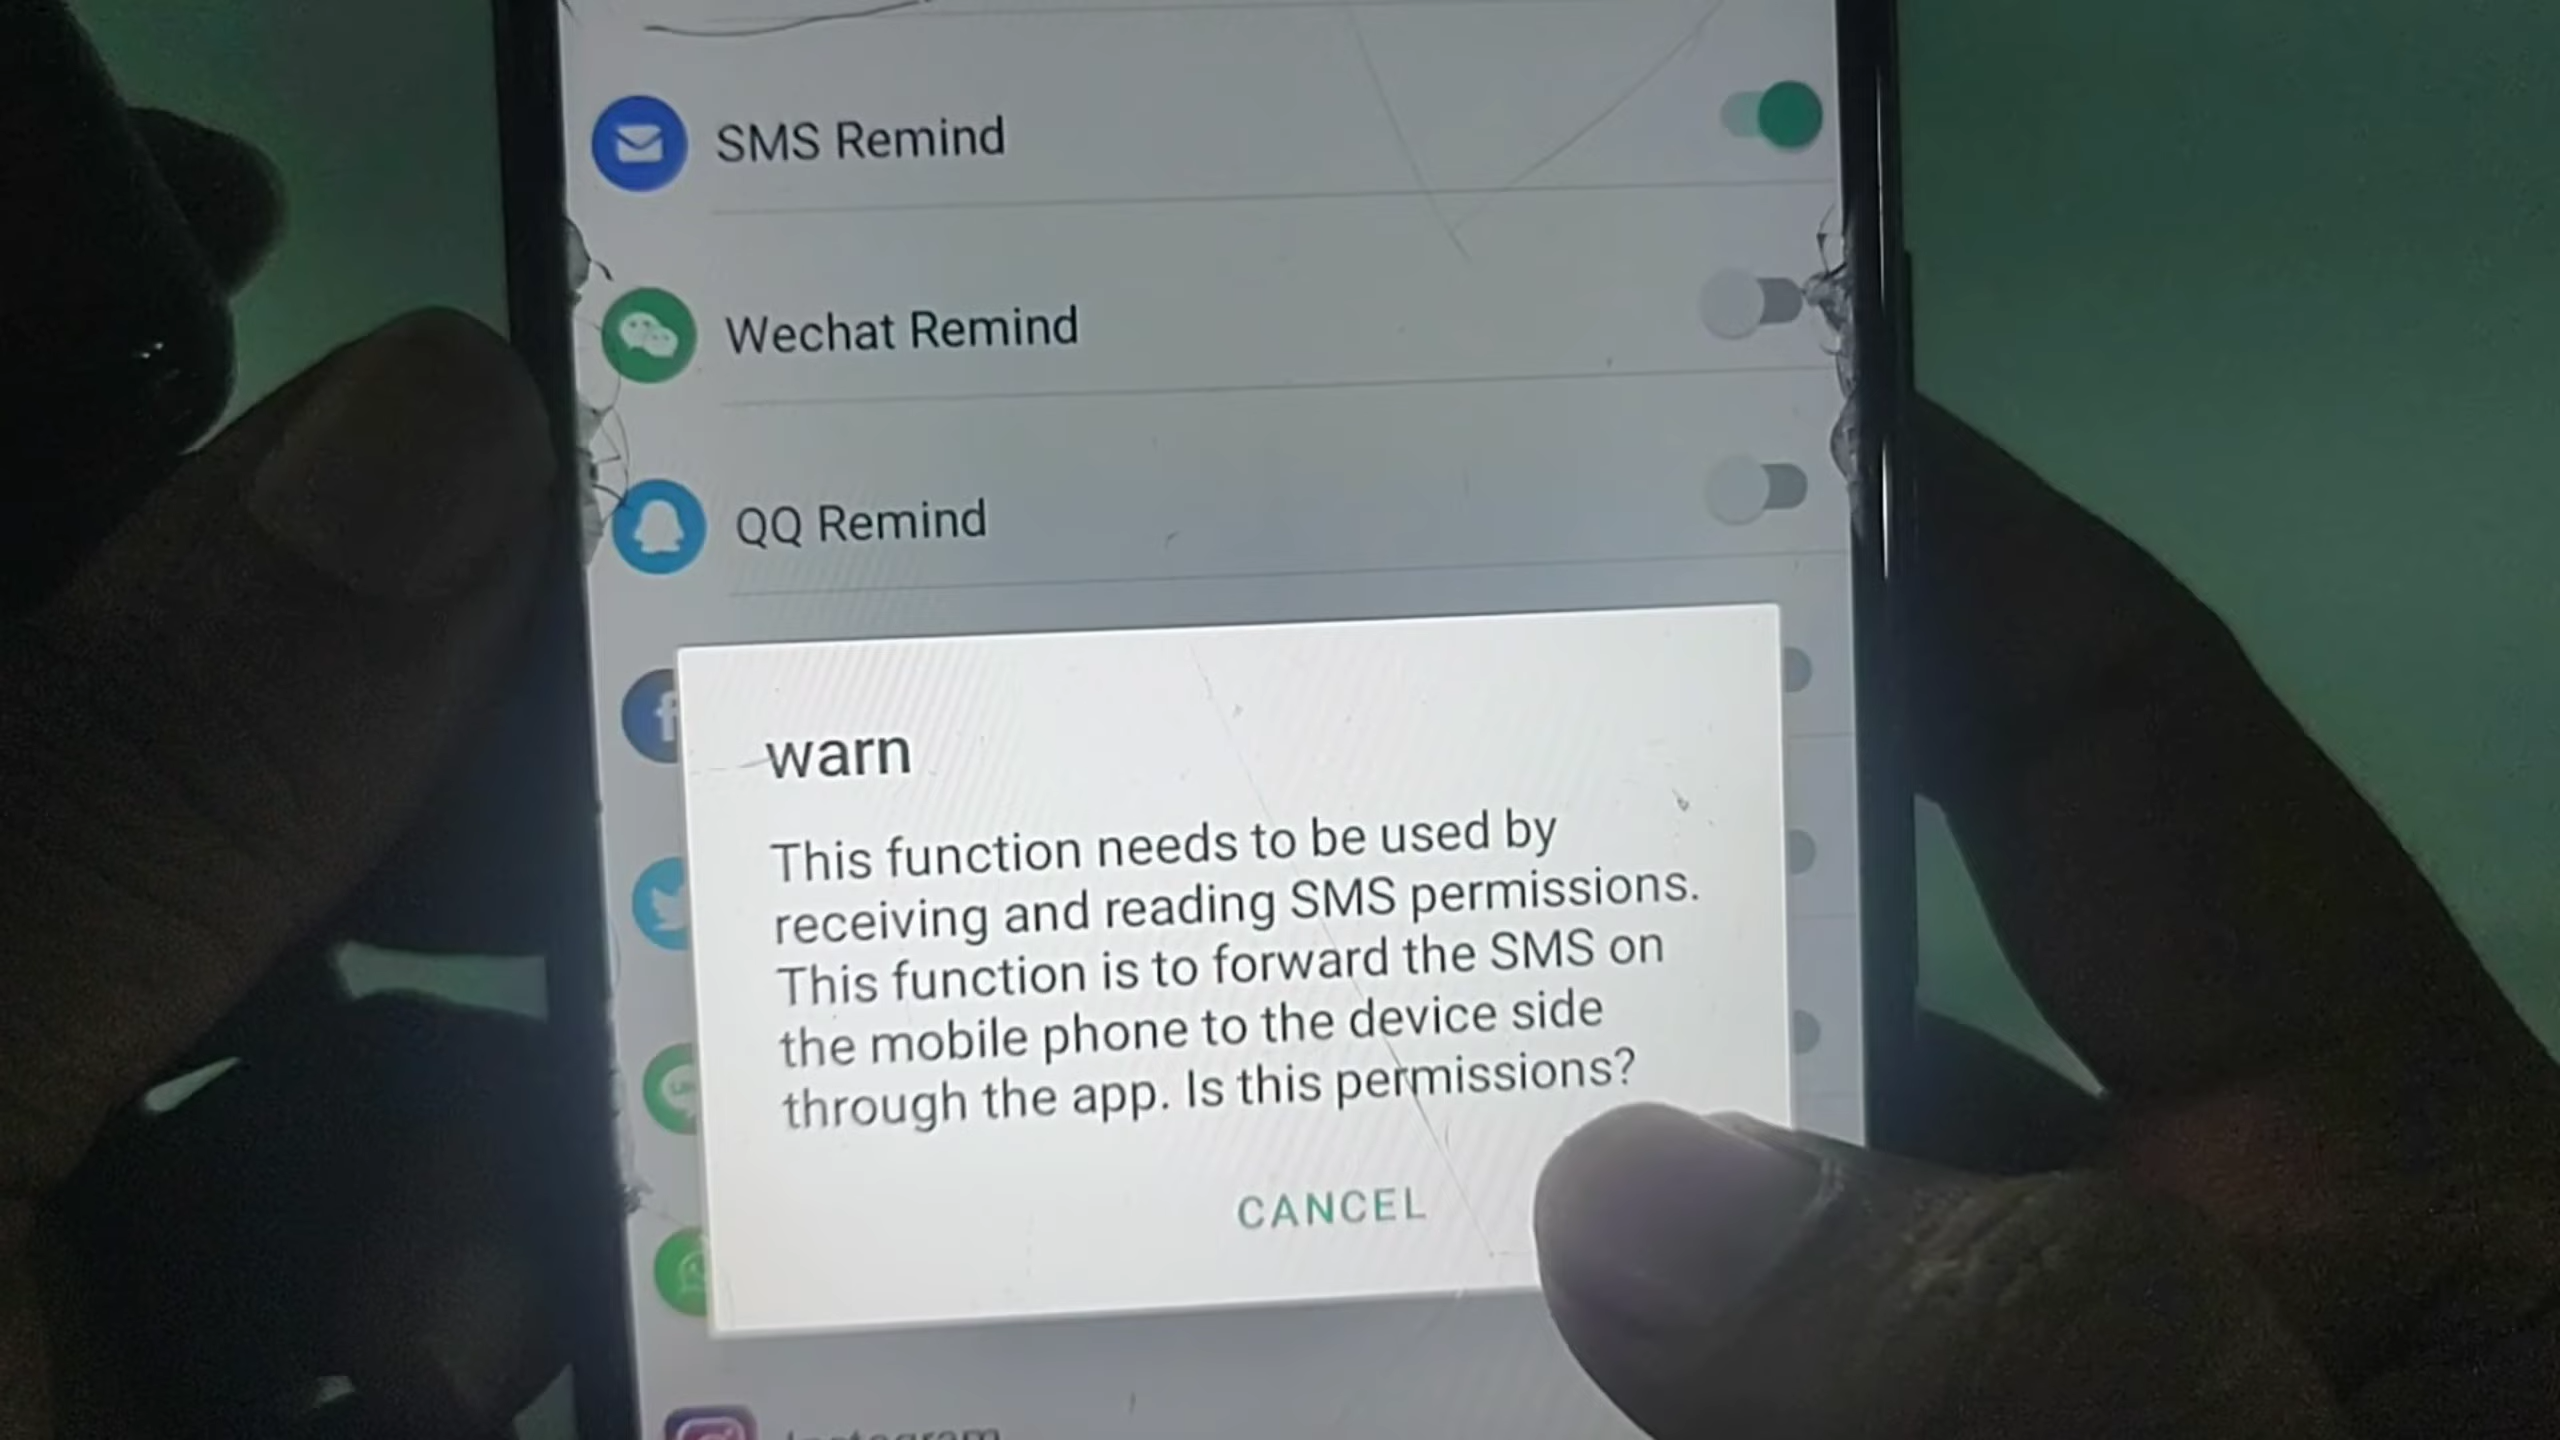 SMS Remind
Wechat Remind
QQ Remind
warn
This function needs to be used by
receiving and reading SMS permissions.
This function is to forward the SMS on
the mobile phone to the device side
through the app. Is this permissions?
CANCEL
Instagram